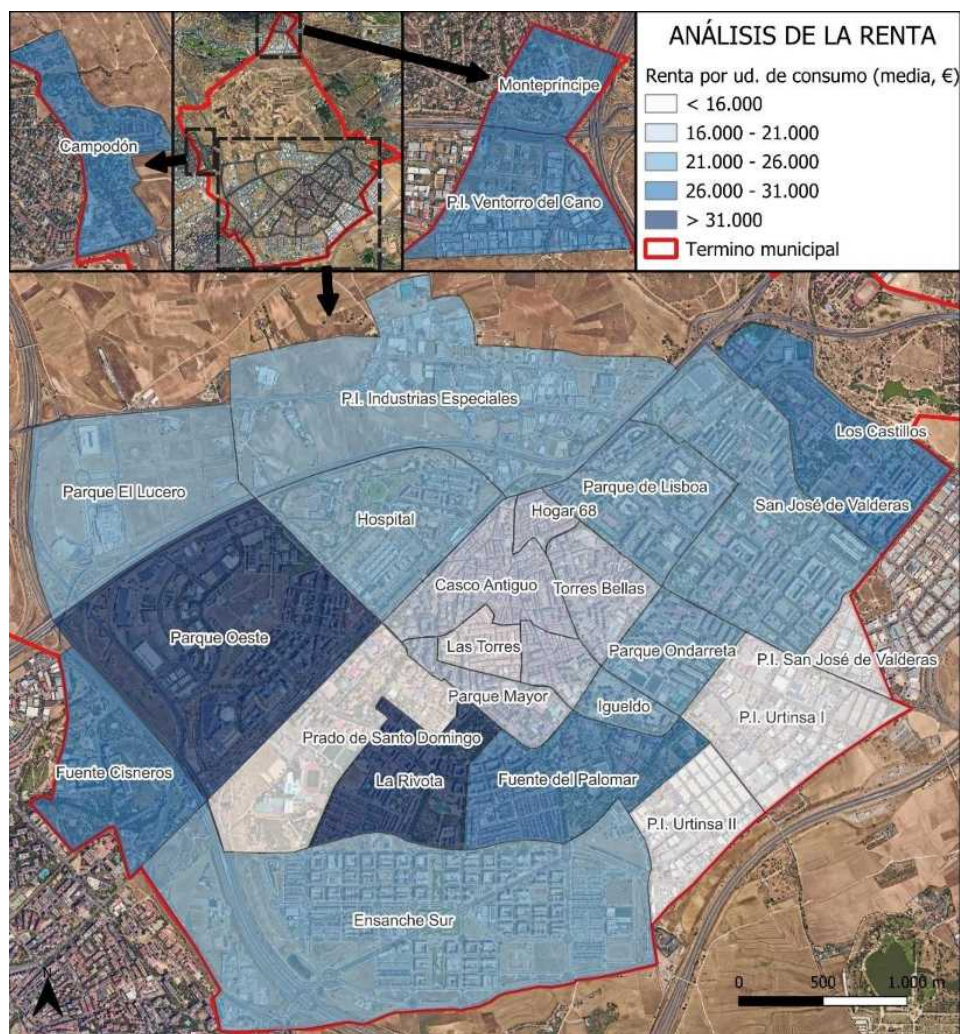 Campodón
Montepríncipe
P.I. Ventorro del Cano
ANÁLISIS DE LA RENTA
Renta por ud. de consumo (media, €)
< 16.000
16.000 - 21.000
21.000 - 26.000
26.000 - 31.000
> 31.000
Termino municipal
P.I. Industrias Especiales
Los Castillos
Parque El Lucero
Parque de Lisboa
San José de Valderas
Hospital
Hogar 68
Casco Antiguo
Torres Bellas
Parque Oeste
Las Torres
Parque Ondarreta
P.I. San José de Valderas
Parque Mayor
Igueldo
P.I. Urtinsa I
Prado de Santo Domingo
Fuente Cisneros
La Rivota
Fuente del Palomar
P.I. Urtinsa II
Ensanche Sur
N
0 500 1.000 m